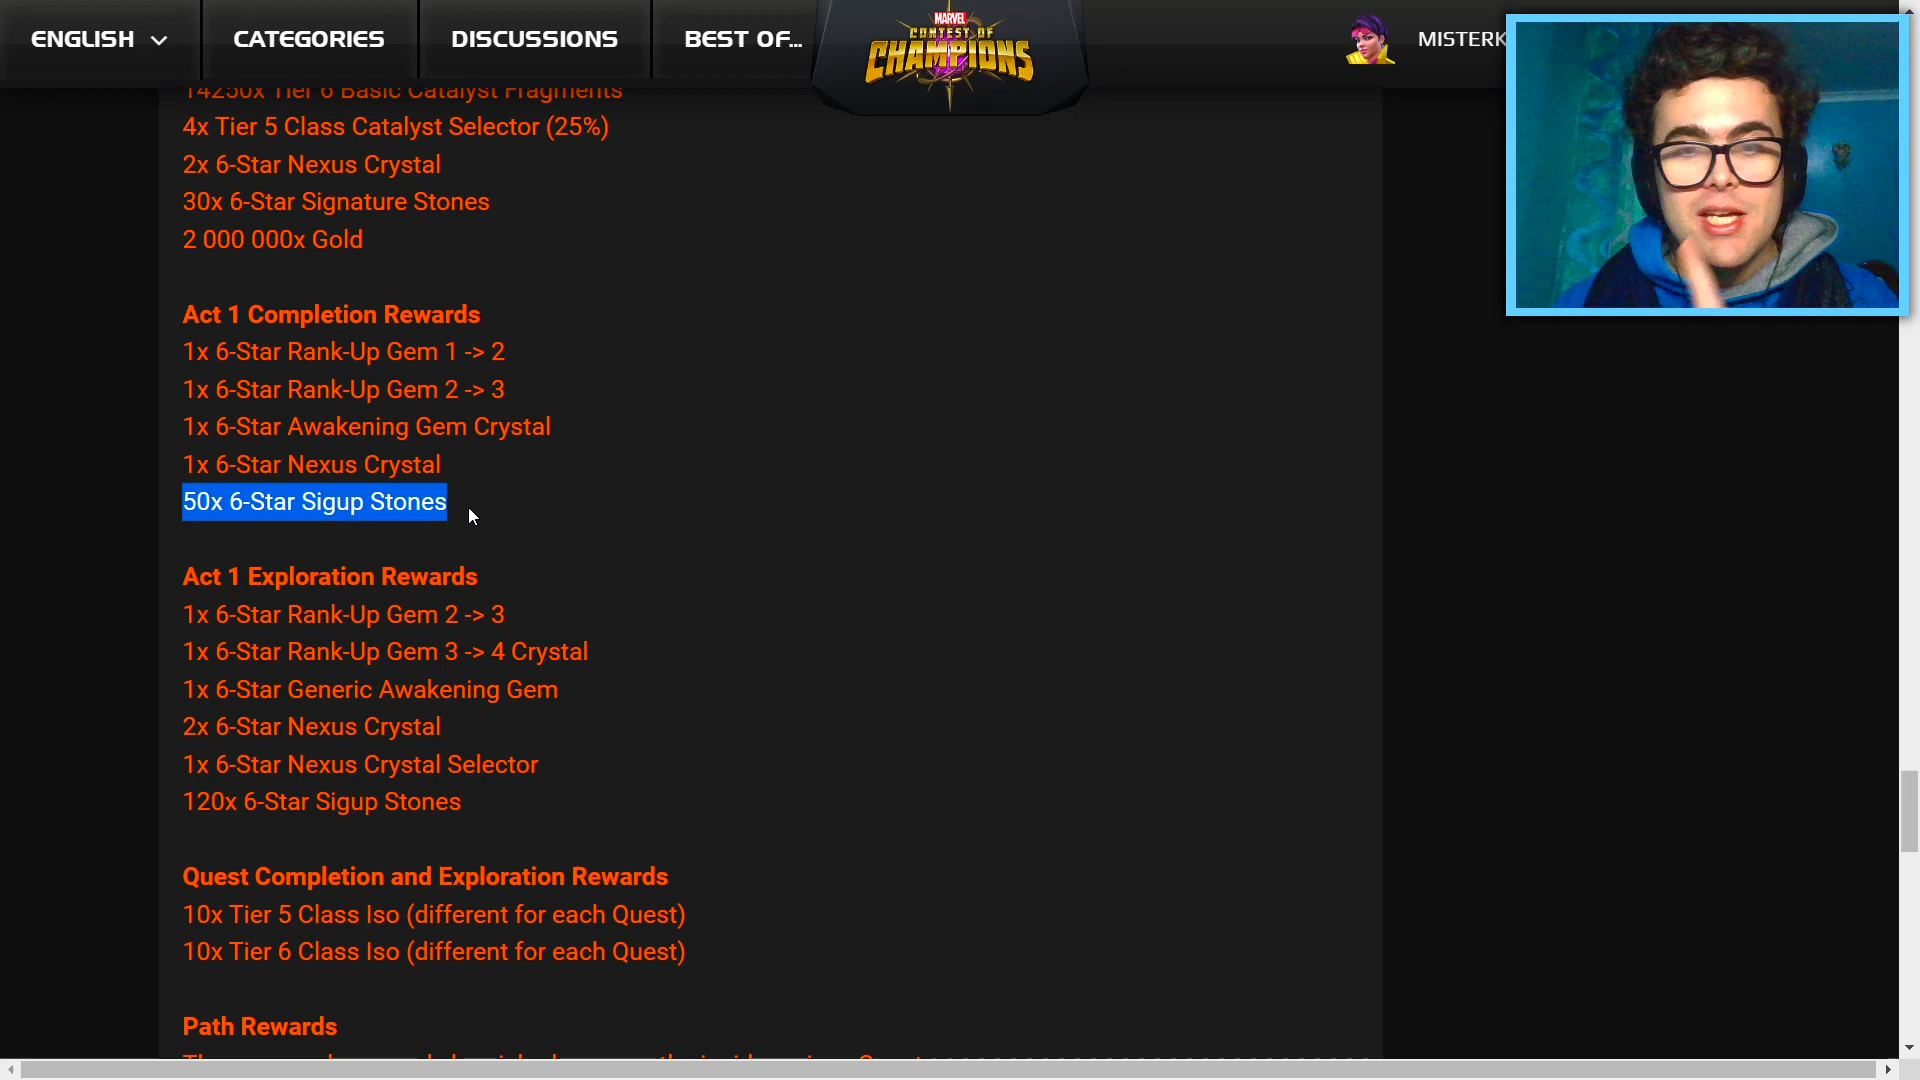 ENGLISH
CATEGORIES
DISCUSSIONS
BEST OF...
MARVEL
CONTEST OF
CHAMPIONS
MISTERK
14250x Tier 6 Basic Catalyst Fragments
4x Tier 5 Class Catalyst Selector (25%)
2x 6-Star Nexus Crystal
30x 6-Star Signature Stones
2 000 000x Gold
Act 1 Completion Rewards
1x 6-Star Rank-Up Gem 1 -> 2
1x 6-Star Rank-Up Gem 2 -> 3
1x 6-Star Awakening Gem Crystal
1x 6-Star Nexus Crystal
50x 6-Star Sigup Stones
Act 1 Exploration Rewards
1x 6-Star Rank-Up Gem 2 -> 3
1x 6-Star Rank-Up Gem 3 -> 4 Crystal
1x 6-Star Generic Awakening Gem
2x 6-Star Nexus Crystal
1x 6-Star Nexus Crystal Selector
120x 6-Star Sigup Stones
Quest Completion and Exploration Rewards
10x Tier 5 Class Iso (different for each Quest)
10x Tier 6 Class Iso (different for each Quest)
Path Rewards